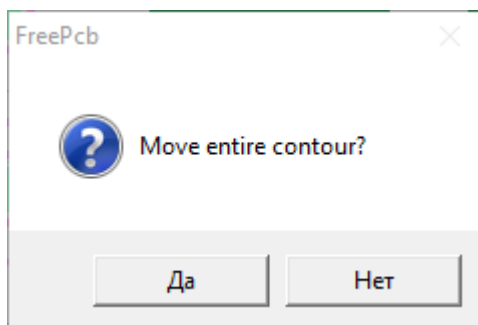 FreePcb
Move entire contour?
Да
Нет